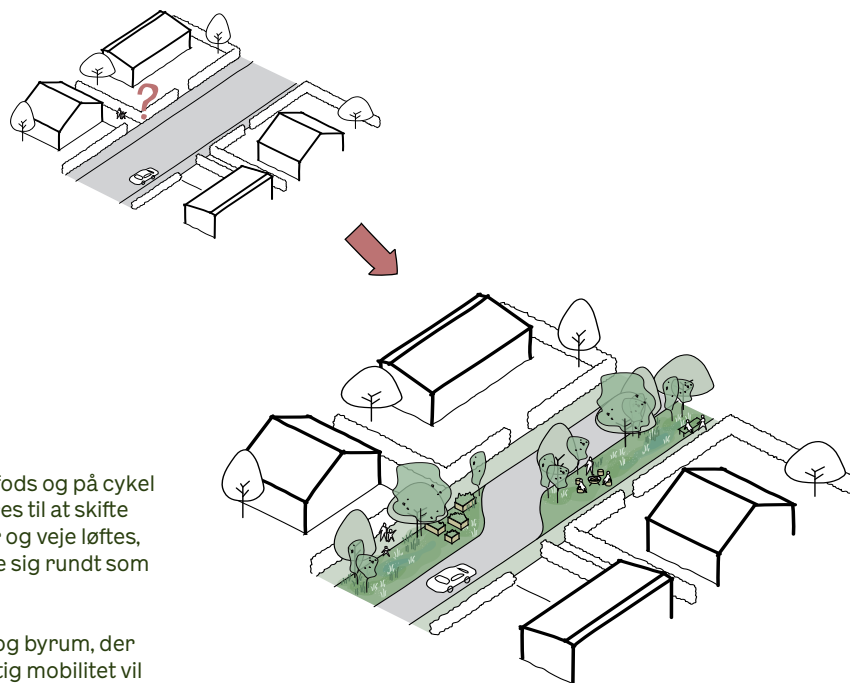 ?
fods og på cykel
es til at skifte
og veje løftes,
e sig rundt som
og byrum, der
tig mobilitet vil